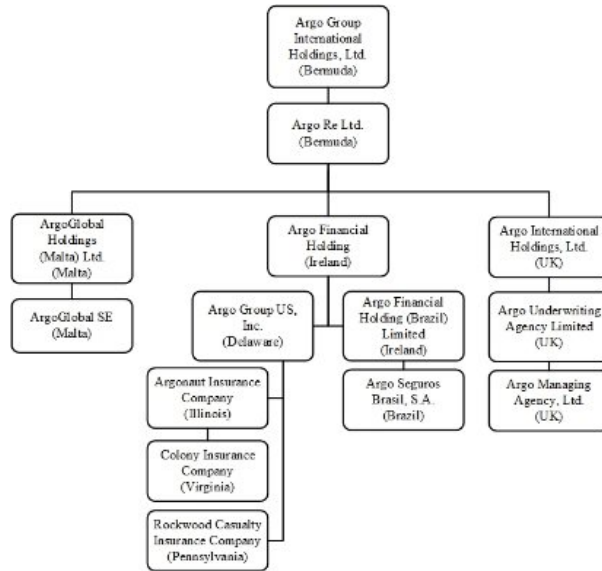 Argo Group
International
Holdings, Ltd.
(Bermuda)
Argo Re Ltd.
(Bermuda)
ArgoGlobal
Holdings
(Malta) Ltd.
(Malta)
Argo Financial
Holding
(Ireland)
Argo International
Holdings, Ltd.
(UK)
ArgoGlobal SE
(Malta)
Argo Group US,
Inc.
(Delaware)
Argo Financial
Holding (Brazil)
Limited
(Ireland)
Argo Underwriting
Agency Limited
(UK)
Argonaut Insurance
Company
(Illinois)
Argo Seguros
Brasil, S.A.
(Brazil)
Argo Managing
Agency, Ltd.
(UK)
Colony Insurance
Company
(Virginia)
Rockwood Casualty
Insurance Company
(Pennsylvania)